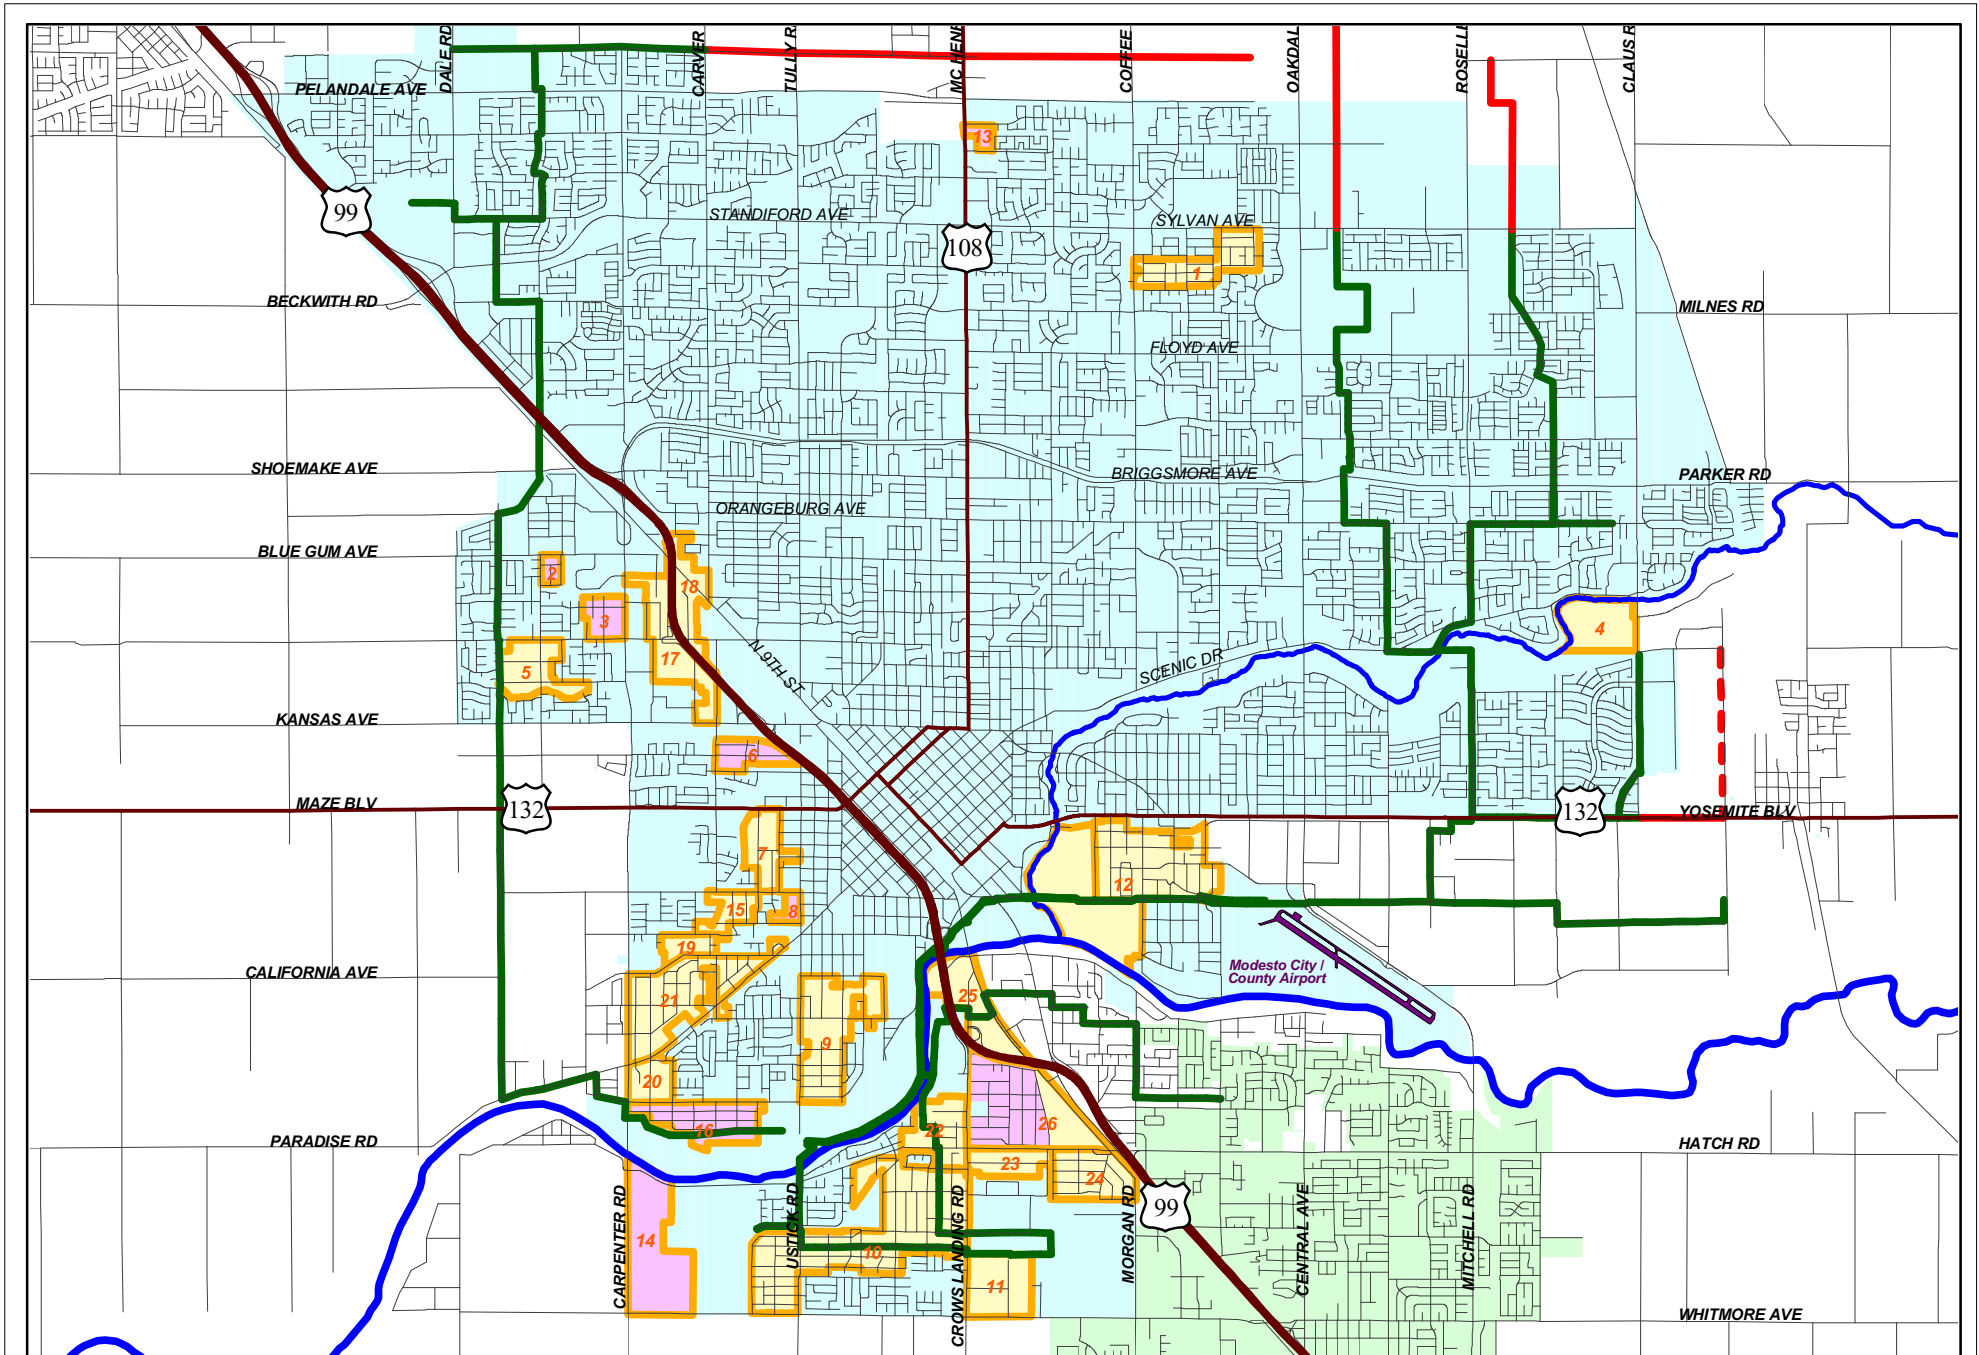 DALE RD
CARVER
TULLY R
MC HENE
COFFEE
OAKDAL
ROSELL
CLAUS R
PELANDALE AVE
13
99
STANDIFORD AVE
SYLVAN AVE
108
1
BECKWITH RD
MILNES RD
FLOYD AVE
SHOEMAKE AVE
BRIGGSMORE AVE
PARKER RD
ORANGEBURG AVE
BLUE GUM AVE
2
18
3
4
5
17
N 9TH ST
SCENIC DR
KANSAS AVE
6
MAZE BLV
132
132
YOSEMITE BLV
7
12
15
8
19
CALIFORNIA AVE
Modesto City /
County Airport
21
25
9
20
16
22
26
PARADISE RD
HATCH RD
23
24
CARPENTER RD
USTICK RD
CROWS LANDING RD
MORGAN RD
99
CENTRAL AVE
MITCHELL RD
14
10
11
WHITMORE AVE